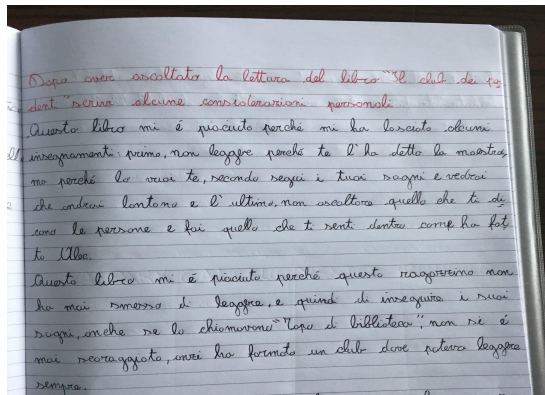 Dopo aver ascoltato la lettura del libro "Il club dei per
denti" scrivi alcune considerazioni personali.
Questo libro mi é piaciuto perché mi ha lasciato alcuni
insegnamenti: primo, non leggere perché te l'ha detto la maestra,
ma perché lo vuoi te, secondo segui i tuoi sogni e vedrai
che andrai lontano e l'ultimo, non ascoltare quello che ti di
cono le persone e fai quello che ti senti dentro come ha fat
to Alec.
Questo libro mi é piaciuto perché questo ragazzino non
ha mai smesso di leggere, e quindi di inseguire i suoi
sogni, anche se lo chiamavano "Topo di biblioteca", non si é
mai scoraggiato, anzi ha formato un club dove poteva leggere
sempre.